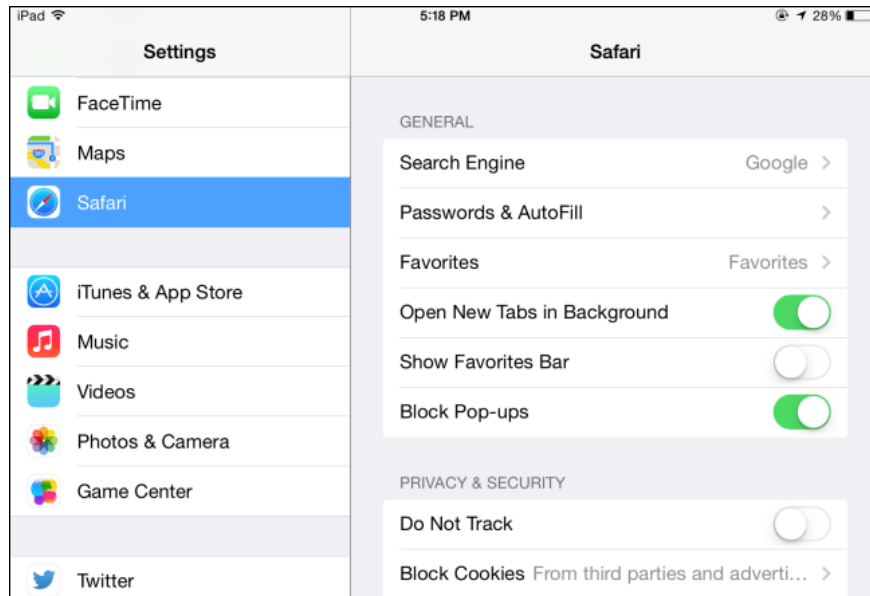 iPad 5:18 PM 28%
Settings
FaceTime
Maps
Safari
iTunes & App Store
Music
Videos
Photos & Camera
Game Center
Twitter
Safari
GENERAL
Search Engine Google
Passwords & AutoFill
Favorites Favorites
Open New Tabs in Background
Show Favorites Bar
Block Pop-ups
PRIVACY & SECURITY
Do Not Track
Block Cookies From third parties and adverti...